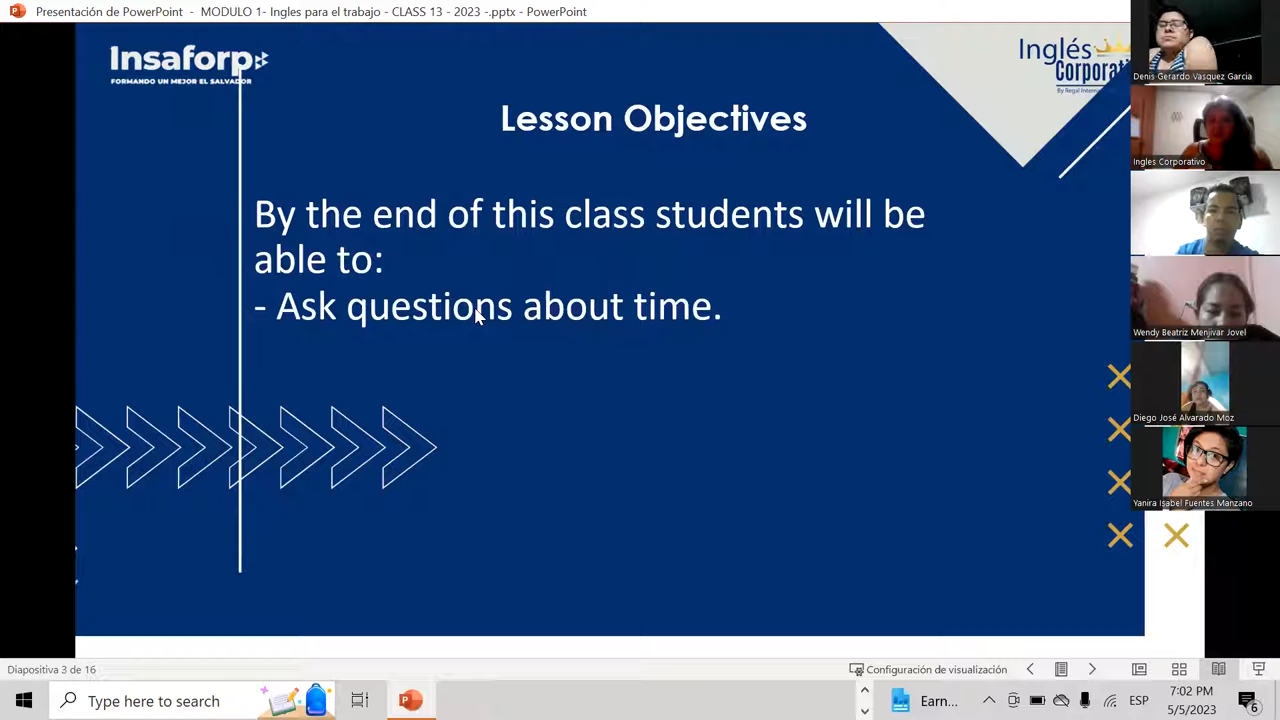 Presentación de PowerPoint - MODULO 1- Ingles para el trabajo - CLASS 13 - 2023 -.pptx - PowerPoint
Insaforp
FORMANDO UN MEJOR EL SALVADOR
Inglés
Corporati
By Regal Interna
Lesson Objectives
By the end of this class students will be
able to:
- Ask questions about time.
Denis Gerardo Vasquez Garcia
Ingles Corporativo
Wendy Beatriz Menjivar Jovel
Diego José Alvarado Moz
Yanira Isabel Fuentes Manzano
Diapositiva 3 de 16
Configuración de visualización
Type here to search
Earn...
ESP
7:02 PM
5/5/2023
6